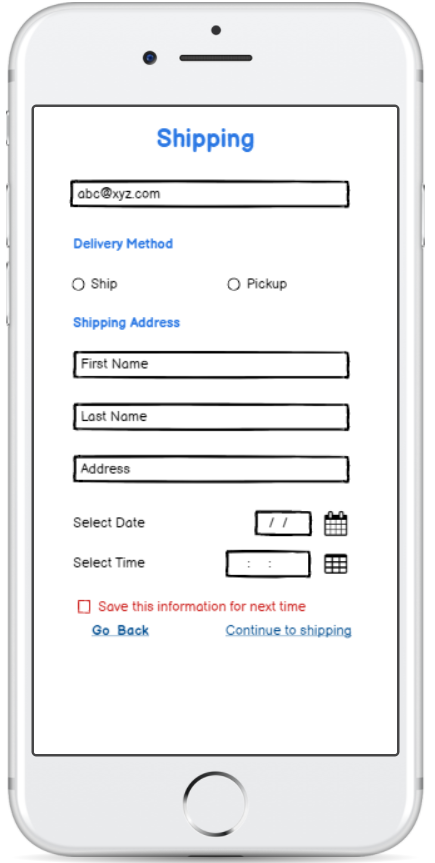 Shipping
abc@xyz.com
Delivery Method
Ship Pickup
Shipping Address
First Name
Last Name
Address
Select Date / /
Select Time : :
Save this information for next time
Go Back Continue to shipping